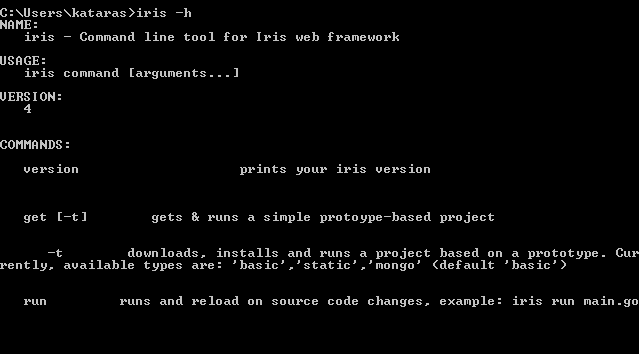 C:\Users\kataras>iris -h
NAME:
iris - Command line tool for Iris web framework
USAGE:
iris command [arguments...]
VERSION:
4
COMMANDS:
version prints your iris version
get [-t] gets & runs a simple protoype-based project
-t downloads, installs and runs a project based on a prototype. Cur
rently, available types are: 'basic','static','mongo' (default 'basic')
run runs and reload on source code changes, example: iris run main.go